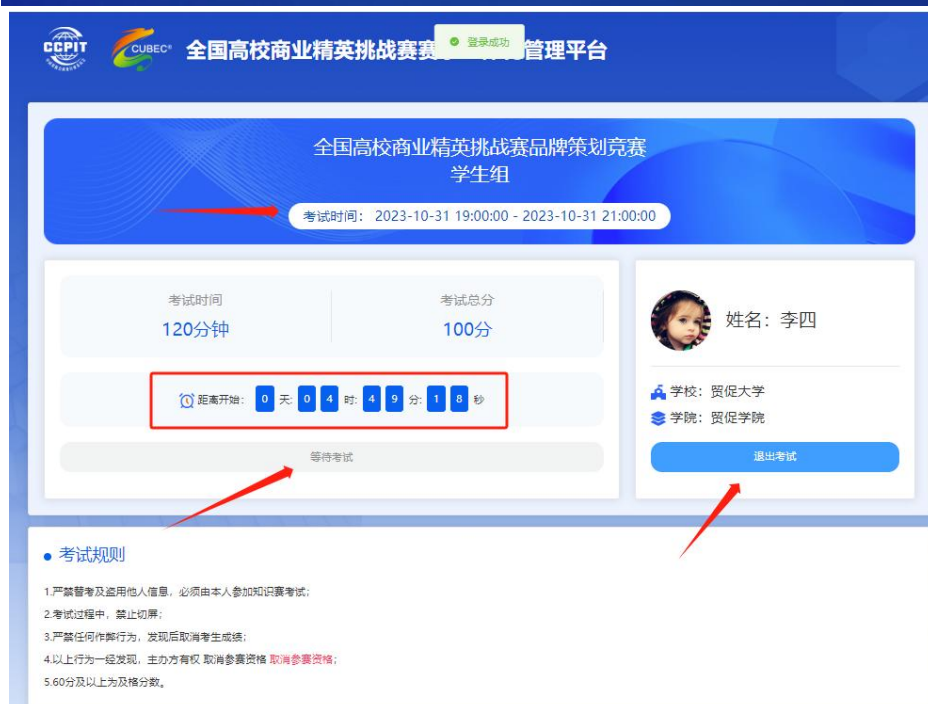 CCPIT
CUBEC
登录成功
全国高校商业精英挑战赛赛
管理平台
全国高校商业精英挑战赛品牌策划竞赛
学生组
考试时间： 2023-10-31 19:00:00 - 2023-10-31 21:00:00
考试时间
考试总分
120分钟
100分
姓名：李四
距离开始： 0 天: 0 4 时: 4 9 分: 1 8 秒
学校：贸促大学
学院：贸促学院
等待考试
退出考试
考试规则
1.严禁替考及盗用他人信息，必须由本人参加知识赛考试；
2.考试过程中，禁止切屏；
3.严禁任何作弊行为，发现后取消考生成绩；
4.以上行为一经发现，主办方有权 取消参赛资格 取消参赛资格；
5.60分及以上为及格分数。